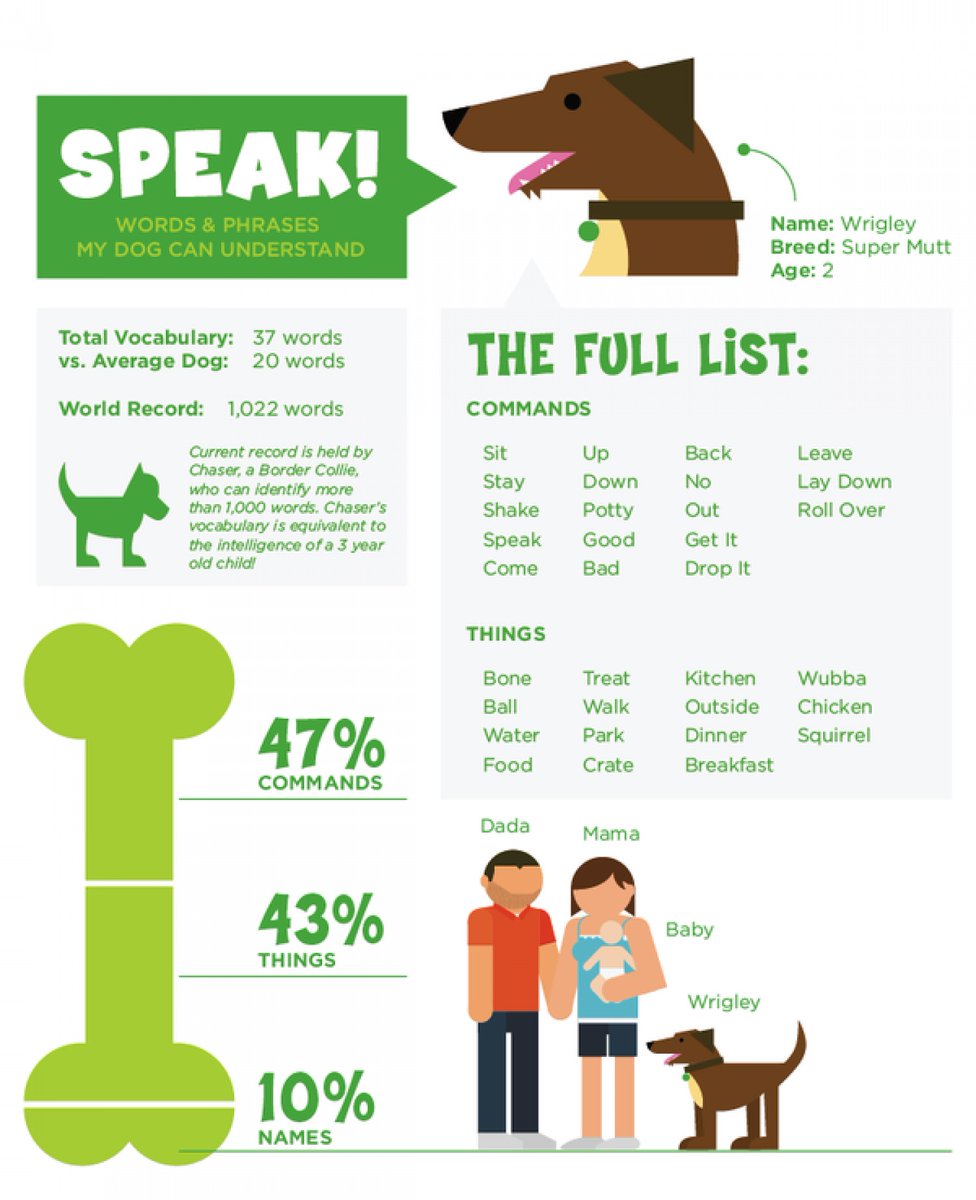 SPEAK!
WORDS & PHRASES
MY DOG CAN UNDERSTAND
Name: Wrigley
Breed: Super Mutt
Age: 2
Total Vocabulary: 37 words
vs. Average Dog: 20 words
World Record: 1,022 words
Current record is held by
Chaser, a Border Collie,
who can identify more
than 1,000 words. Chaser's
vocabulary is equivalent to
the intelligence of a 3 year
old child!
THE FULL LiST:
COMMANDS
Sit Up Back Leave
Stay Down No Lay Down
Shake Potty Out Roll Over
Speak Good Get It
Come Bad Drop It
THINGS
Bone Treat Kitchen Wubba
Ball Walk Outside Chicken
Water Park Dinner Squirrel
Food Crate Breakfast
47%
COMMANDS
43%
THINGS
10%
NAMES
Dada
Mama
Baby
Wrigley